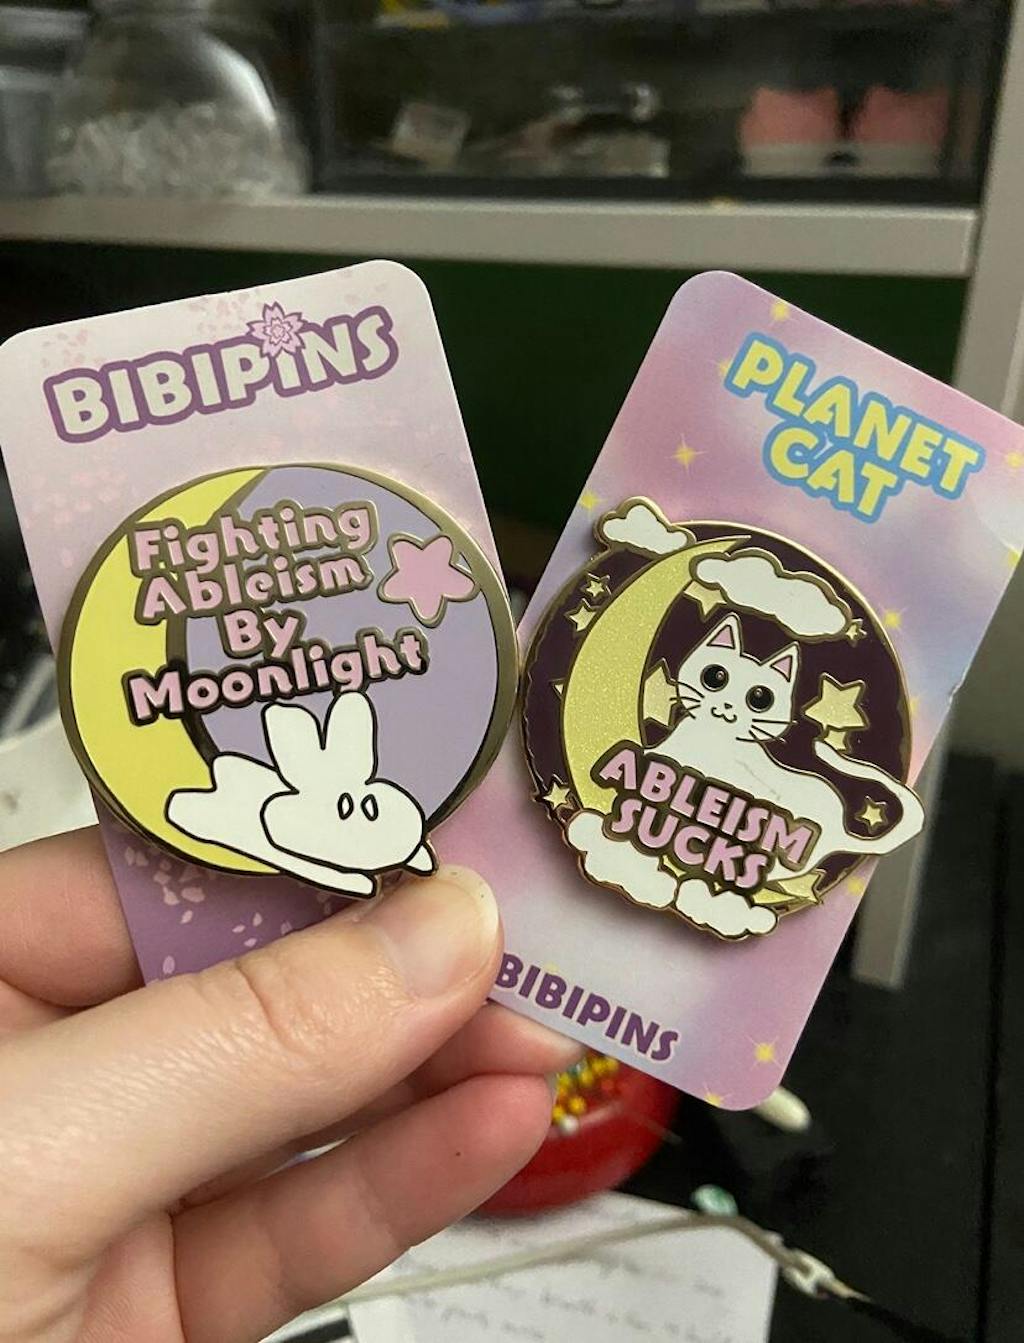 BIBIPINS
Fighting
Ableism
By
Moonlight
PLANET
CAT
ABLEISM
SUCKS
BIBIPINS